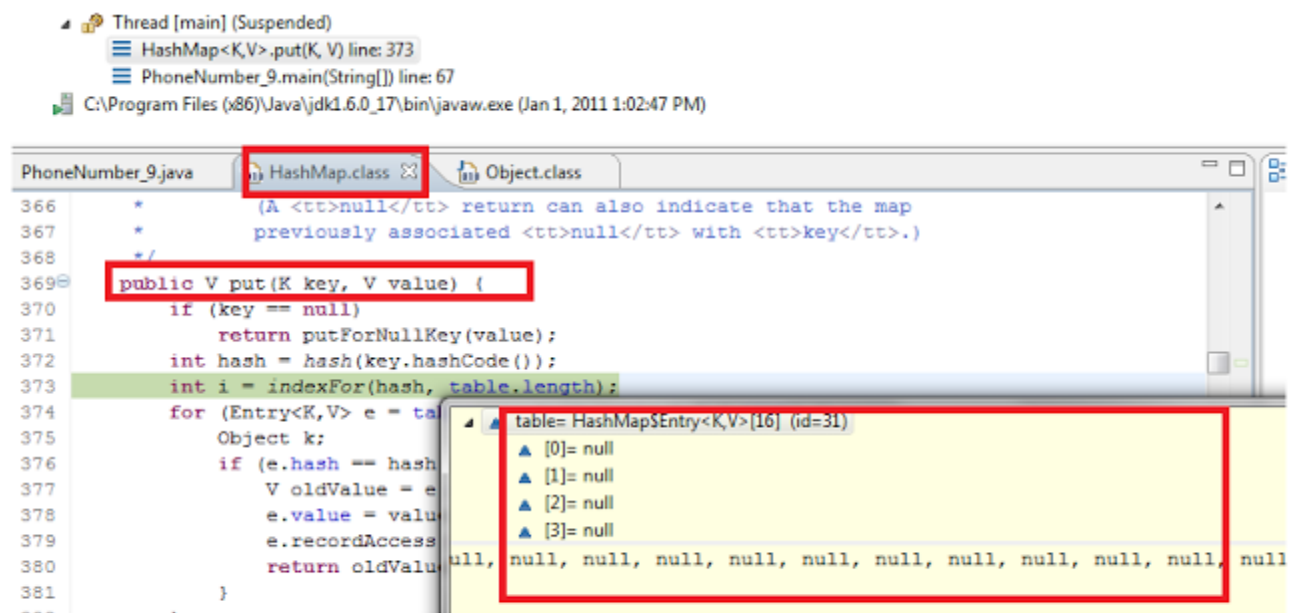 Thread [main] (Suspended)
HashMap<K,V>.put(K, V) line: 373
PhoneNumber_9.main(String[]) line: 67
C:\Program Files (x86)\Java\jdk1.6.0_17\bin\javaw.exe (Jan 1, 2011 1:02:47 PM)
PhoneNumber_9.java HashMap.class Object.class
366 * (A <tt>null</tt> return can also indicate that the map
367 * previously associated <tt>null</tt> with <tt>key</tt>.)
368 */
369 public V put(K key, V value) {
370 if (key == null)
371 return putForNullKey(value);
372 int hash = hash(key.hashCode());
373 int i = indexFor(hash, table.length);
374 for (Entry<K,V> e = ta
table= HashMap$Entry<K,V>[16] (id=31)
375 Object k;
[0]= null
376 if (e.hash == hash
[1]= null
377 V oldValue = e
[2]= null
378 e.value = valu
[3]= null
379 e.recordAccess
380 return oldValu
ull, null, null, null, null, null, null, null, null, null, null, null
381 }